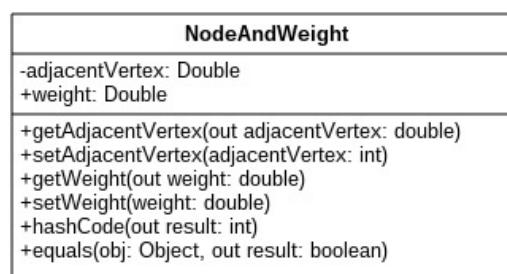 NodeAndWeight
-adjacentVertex: Double
+weight: Double
+getAdjacentVertex(out adjacentVertex: double)
+setAdjacentVertex(adjacentVertex: int)
+getWeight(out weight: double)
+setWeight(weight: double)
+hashCode(out result: int)
+equals(obj: Object, out result: boolean)